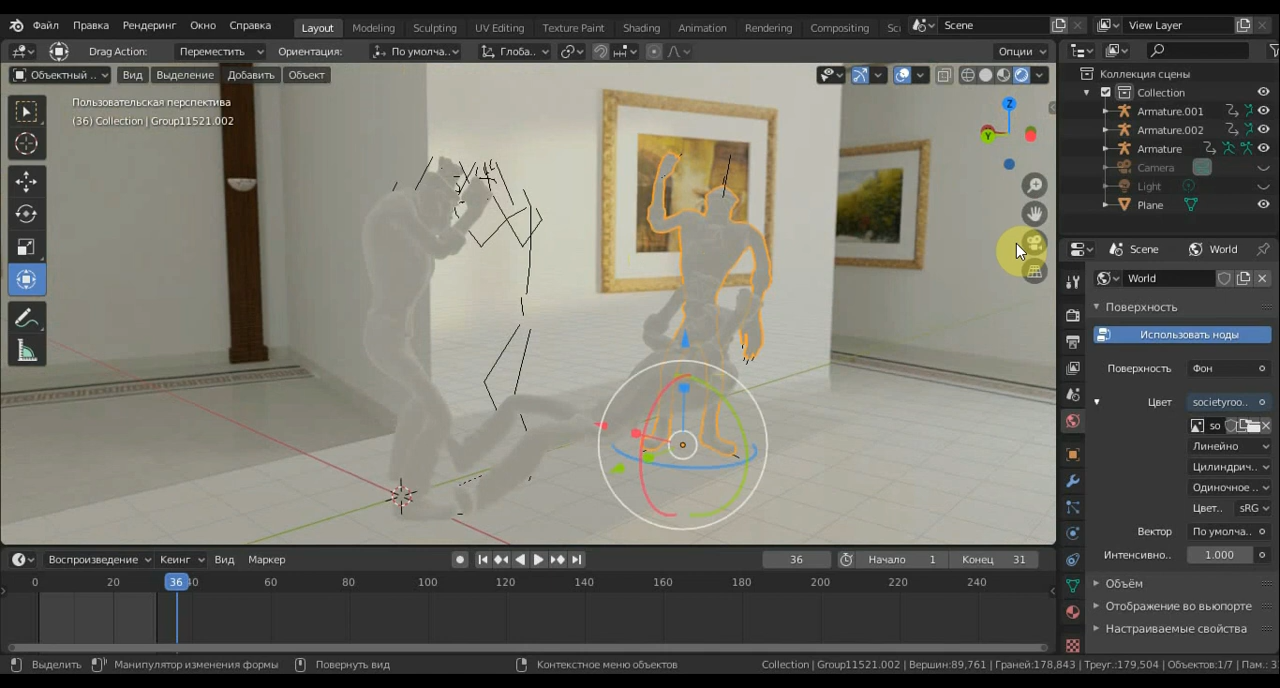 Файл Правка Рендеринг Окно Справка Layout Modeling Sculpting UV Editing Texture Paint Shading Animation Rendering Compositing Scene View Layer
Drag Action: Переместить Ориентация: По умолча.. Глоба.. Опции
Объектный .. Вид Выделение Добавить Объект
Пользовательская перспектива
(36) Collection | Group11521.002
Z
Y
Коллекция сцены
Collection
Armature.001
Armature.002
Armature
Camera
Light
Plane
Scene World
World
Поверхность
Использовать ноды
Поверхность Фон
Цвет societyroo..
so
Линейно
Цилиндрич..
Одиночное ..
Цвет.. sRG
Вектор По умолча..
Интенсивно.. 1.000
Объём
Отображение во вьюпорте
Настраиваемые свойства
Воспроизведение Кеинг Вид Маркер 36 Начало 1 Конец 31
0 20 36 40 60 80 100 120 140 160 180 200 220 240
Выделить Манипулятор изменения формы Повернуть вид Контекстное меню объектов Collection | Group11521.002 | Вершин:89,761 | Граней:178,843 | Треуг.:179,504 | Объектов:1/7 | Пам.: 3